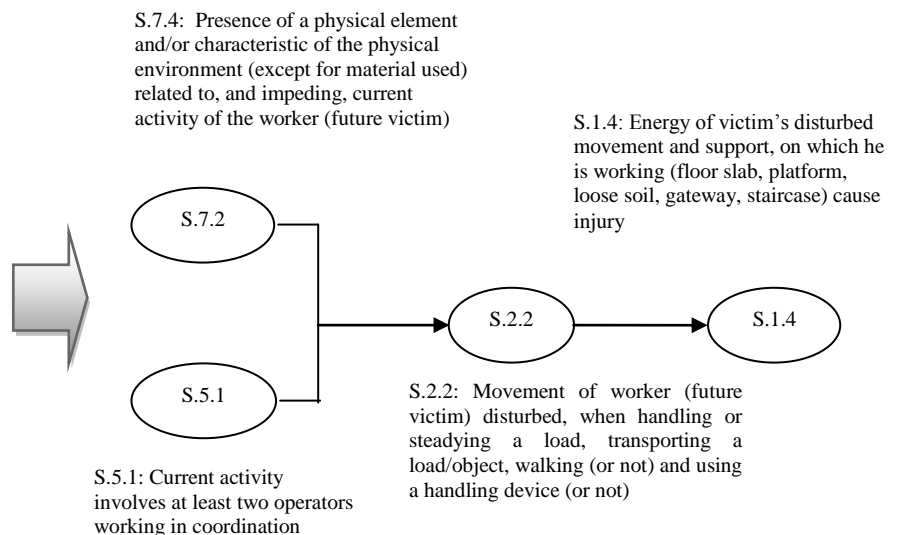 S.7.4: Presence of a physical element
and/or characteristic of the physical
environment (except for material used)
related to, and impeding, current
activity of the worker (future victim)
S.1.4: Energy of victim's disturbed
movement and support, on which he
is working (floor slab, platform,
loose soil, gateway, staircase) cause
injury
S.7.2
S.2.2
S.1.4
S.5.1
S.2.2: Movement of worker (future
victim) disturbed, when handling or
steadying a load, transporting a
load/object, walking (or not) and using
a handling device (or not)
S.5.1: Current activity
involves at least two operators
working in coordination